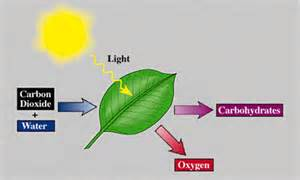 Light
Carbon
Dioxide
+
Water
Carbohydrates
Oxygen